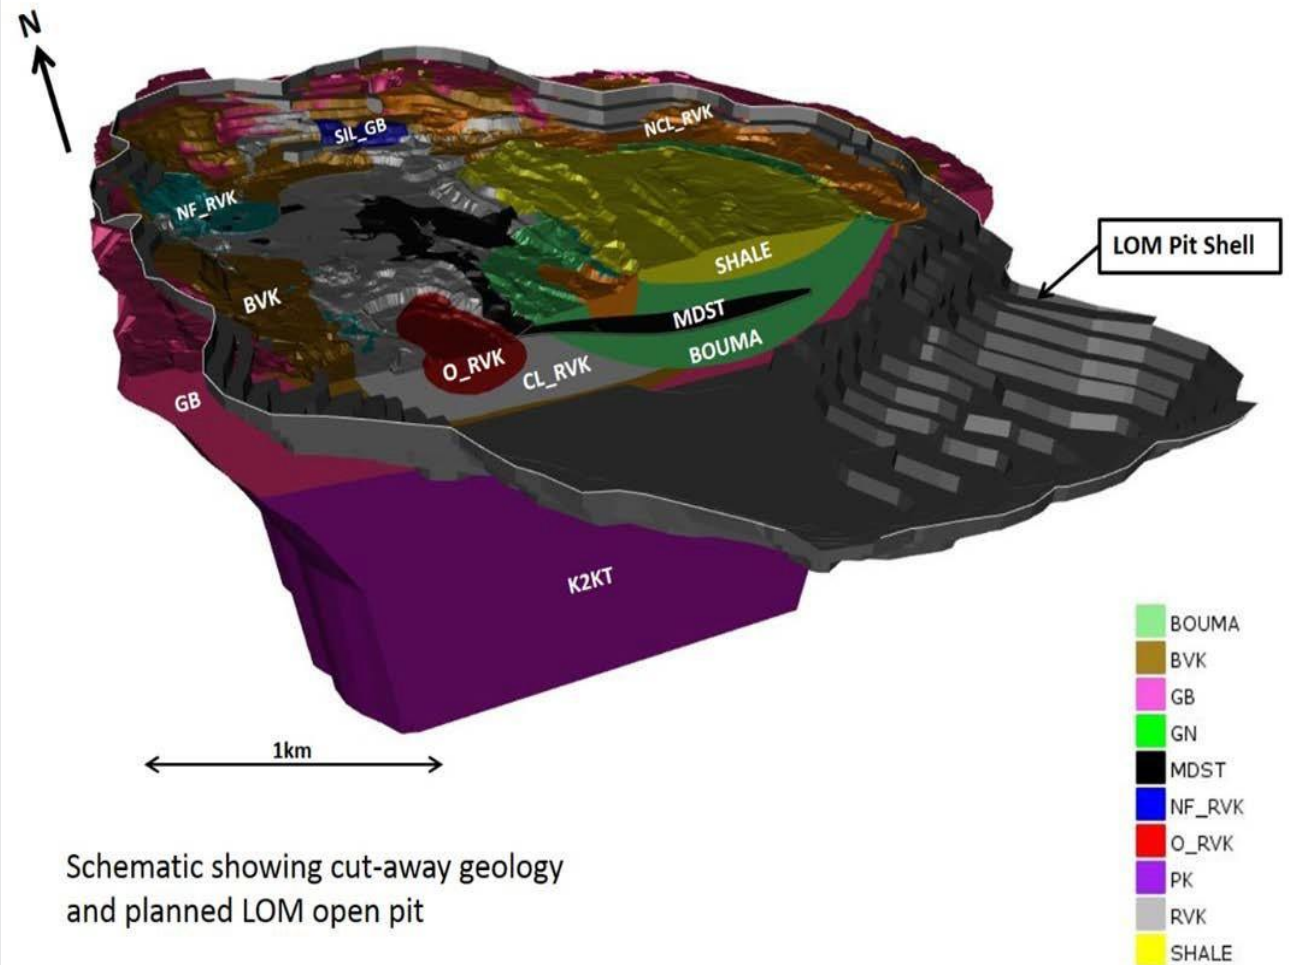 N
SIL_GB
NCL_RVK
NF_RVK
LOM Pit Shell
SHALE
BVK
MDST
BOUMA
O_RVK
CL_RVK
GB
K2KT
1km
BOUMA
BVK
GB
GN
MDST
NF_RVK
O_RVK
PK
RVK
SHALE
Schematic showing cut-away geology
and planned LOM open pit